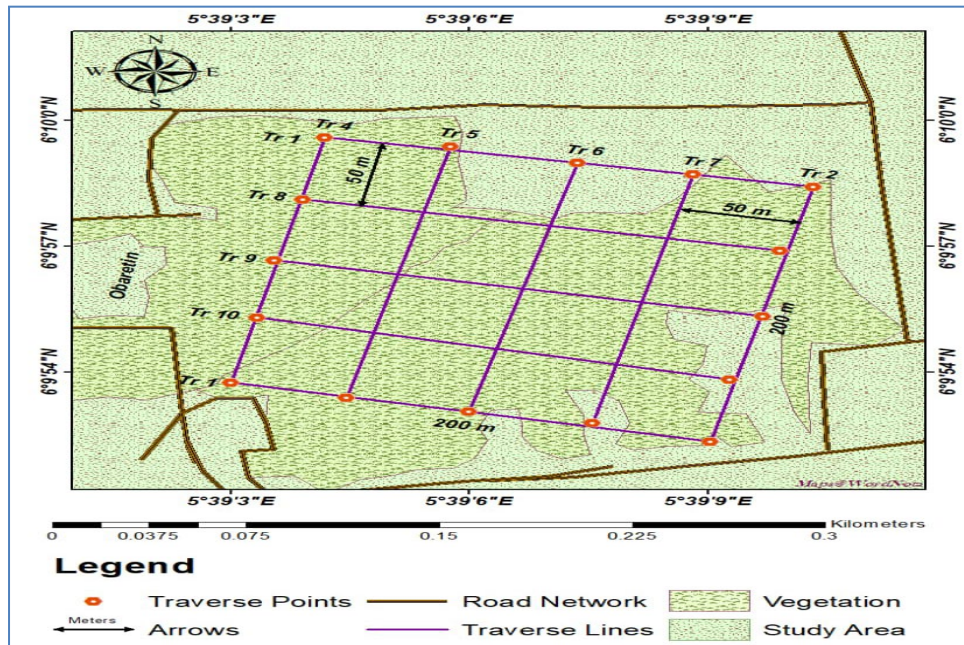 5°39'3"E 5°39'6"E 5°39'9"E
N
W E
S
6°10'0"N 6°10'0"N
Tr 1 Tr 4 Tr 5 Tr 6 Tr 7 Tr 2
50 m
Tr 8
50 m
6°9'57"N 6°9'57"N
Tr 9
Obaretin
Tr 10
200 m
6°9'54"N 6°9'54"N
Tr 1
200 m
Maps@WordNota
5°39'3"E 5°39'6"E 5°39'9"E
Kilometers
0 0.0375 0.075 0.15 0.225 0.3
Legend
Traverse Points Road Network Vegetation
Meters
Arrows Traverse Lines Study Area